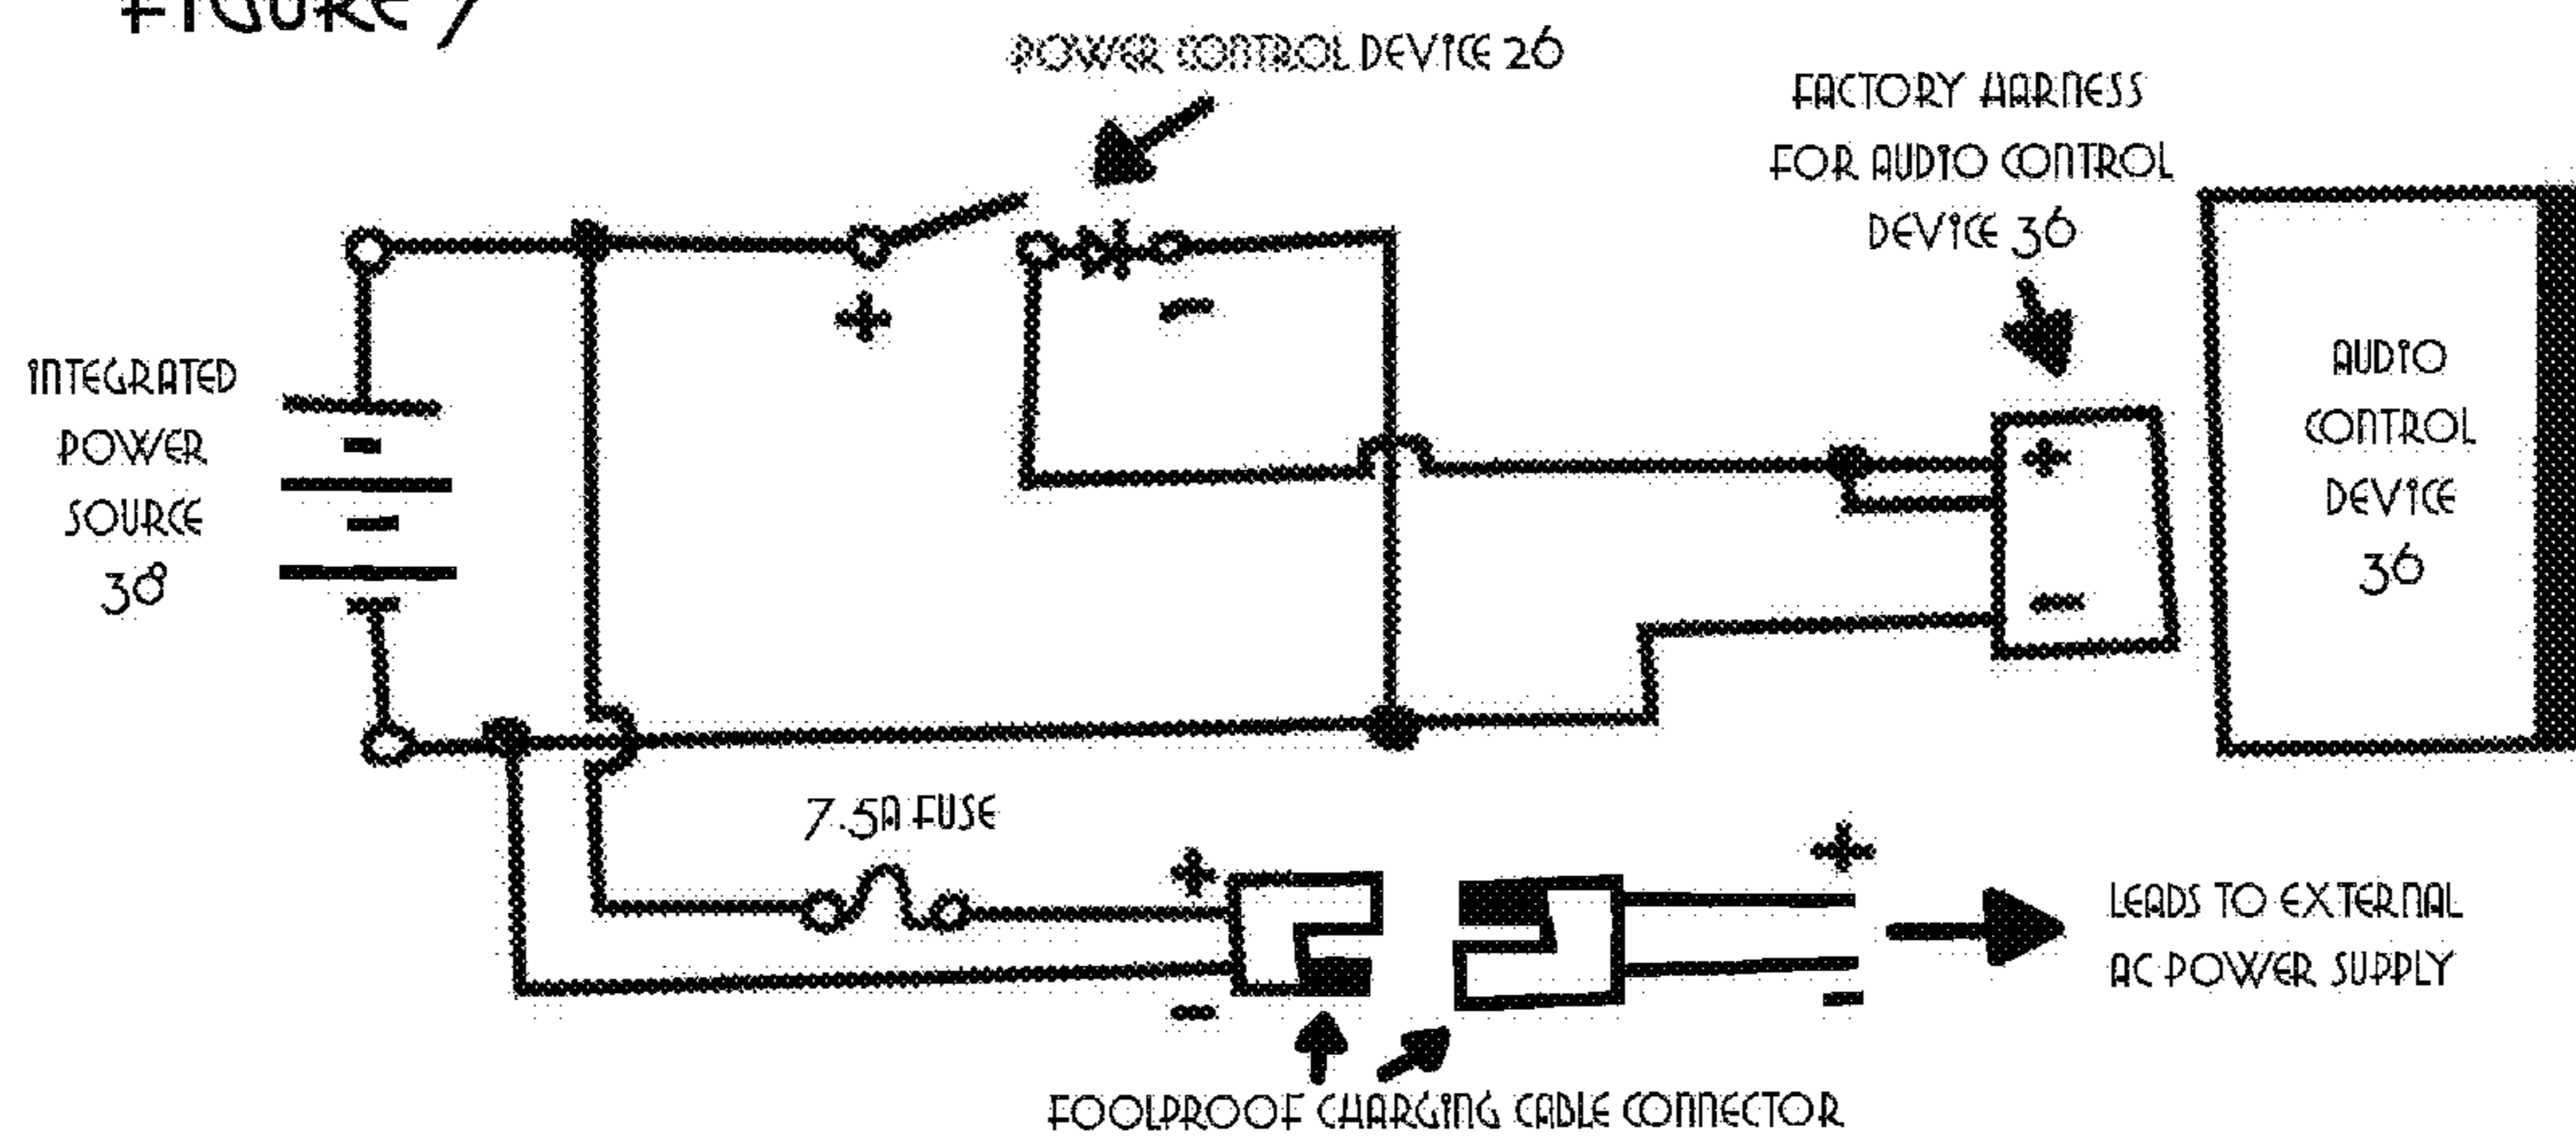 FIGURE 7
POWER CONTROL DEVICE 26
FACTORY HARNESS
FOR AUDIO CONTROL
DEVICE 36
+
−
INTEGRATED
POWER
SOURCE
38
+
−
AUDIO
CONTROL
DEVICE
36
7.5A FUSE
+
−
+
−
LEADS TO EXTERNAL
AC POWER SUPPLY
FOOLPROOF CHARGING CABLE CONNECTOR